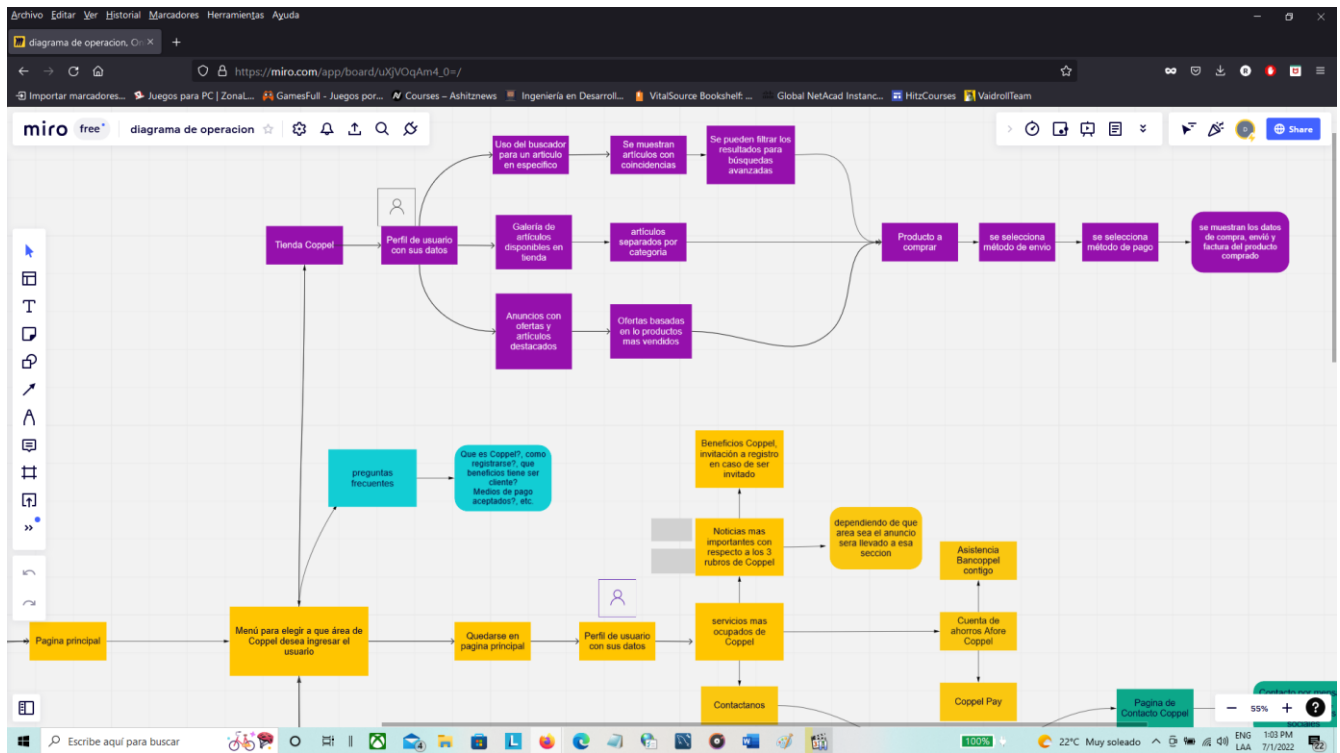 Archivo Editar Ver Historial Marcadores Herramientas Ayuda
diagrama de operacion, On
https://miro.com/app/board/uXjVOqAm4_0=/
Importar marcadores... Juegos para PC | ZonaL... GamesFull - Juegos por... Courses – Ashitznews Ingeniería en Desarroll... VitalSource Bookshelf: ... Global NetAcad Instanc... HitzCourses VaidrollTeam
miro free diagrama de operacion
Share
Uso del buscador
para un articulo
en específico
Se muestran
artículos con
coincidencias
Se pueden filtrar los
resultados para
búsquedas
avanzadas
Tienda Coppel
Perfil de usuario
con sus datos
Galería de
artículos
disponibles en
tienda
artículos
separados por
categoria
Producto a
comprar
se selecciona
método de envio
se selecciona
método de pago
se muestran los datos
de compra, envió y
factura del producto
comprado
Anuncios con
ofertas y
artículos
destacados
Ofertas basadas
en lo productos
mas vendidos
preguntas
frecuentes
Que es Coppel?, como
registrarse?, que
beneficios tiene ser
cliente?
Medios de pago
aceptados?, etc.
Beneficios Coppel,
invitación a registro
en caso de ser
invitado
Noticias mas
importantes con
respecto a los 3
rubros de Coppel
dependiendo de que
area sea el anuncio
sera llevado a esa
seccion
Asistencia
Bancoppel
contigo
Pagina principal
Menú para elegir a que área de
Coppel desea ingresar el
usuario
Quedarse en
pagina principal
Perfil de usuario
con sus datos
servicios mas
ocupados de
Coppel
Cuenta de
ahorros Afore
Coppel
Contactanos
Coppel Pay
Pagina de
Contacto Coppel
sociales
55%
Escribe aquí para buscar
100%
22°C Muy soleado
ENG
LAA
1:03 PM
7/1/2022